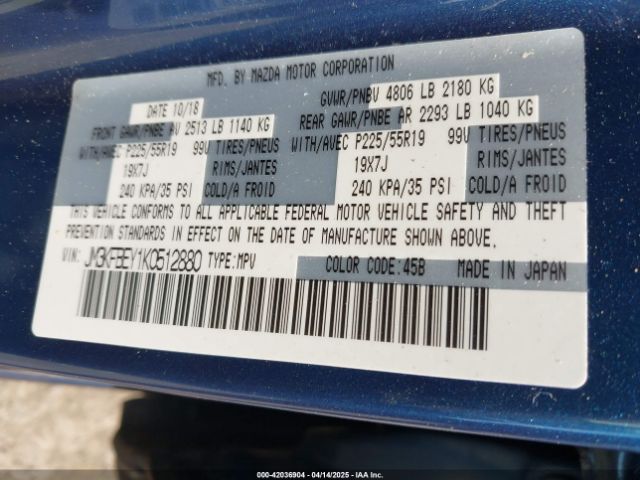 MFD. BY MAZDA MOTOR CORPORATION
DATE 10/18 GVWR/PNBV 4806 LB 2180 KG
FRONT GAWR/PNBE AV 2513 LB 1140 KG REAR GAWR/PNBE AR 2293 LB 1040 KG
WITH/AVEC P225/55R19 99V TIRES/PNEUS WITH/AVEC P225/55R19 99V TIRES/PNEUS
19X7J RIMS/JANTES 19X7J RIMS/JANTES
240 KPA/35 PSI COLD/A FROID 240 KPA/35 PSI COLD/A FROID
THIS VEHICLE CONFORMS TO ALL APPLICABLE FEDERAL MOTOR VEHICLE SAFETY AND THEFT
PREVENTION STANDARDS IN EFFECT ON THE DATE OF MANUFACTURE SHOWN ABOVE.
VIN: JM3KFBEY1K0512880 TYPE:MPV COLOR CODE:45B MADE IN JAPAN
000-42036904 - 04/14/2025 - IAAI.COM